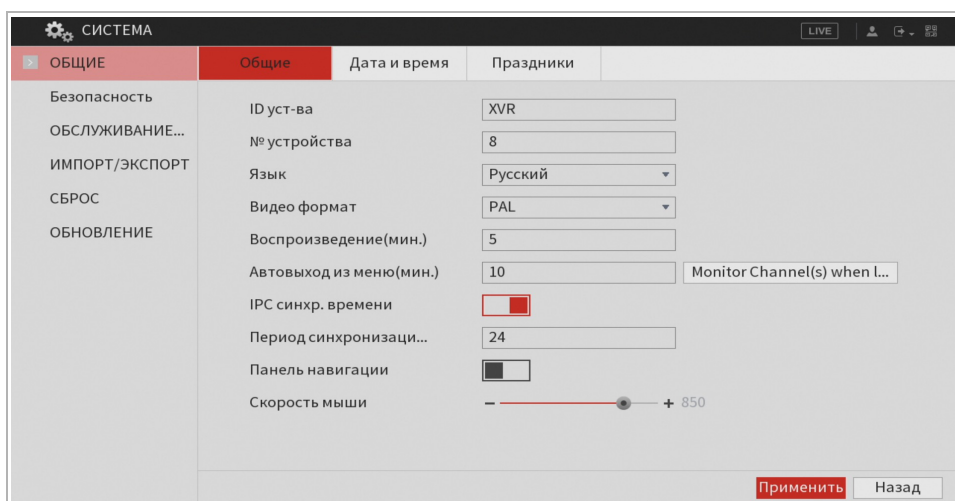 СИСТЕМА
LIVE
ОБЩИЕ
Безопасность
ОБСЛУЖИВАНИЕ...
ИМПОРТ/ЭКСПОРТ
СБРОС
ОБНОВЛЕНИЕ
Общие Дата и время Праздники
ID уст-ва XVR
№ устройства 8
Язык Русский
Видео формат PAL
Воспроизведение(мин.) 5
Автовыход из меню(мин.) 10 Monitor Channel(s) when l...
IPC синхр. времени
Период синхронизаци... 24
Панель навигации
Скорость мыши - + 850
Применить Назад